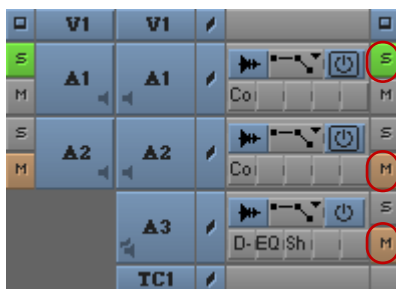 V1 V1
S A1 A1 S
M Co M
S A2 A2 S
M Co M
A3 S
D- EQ Sh M
TC1